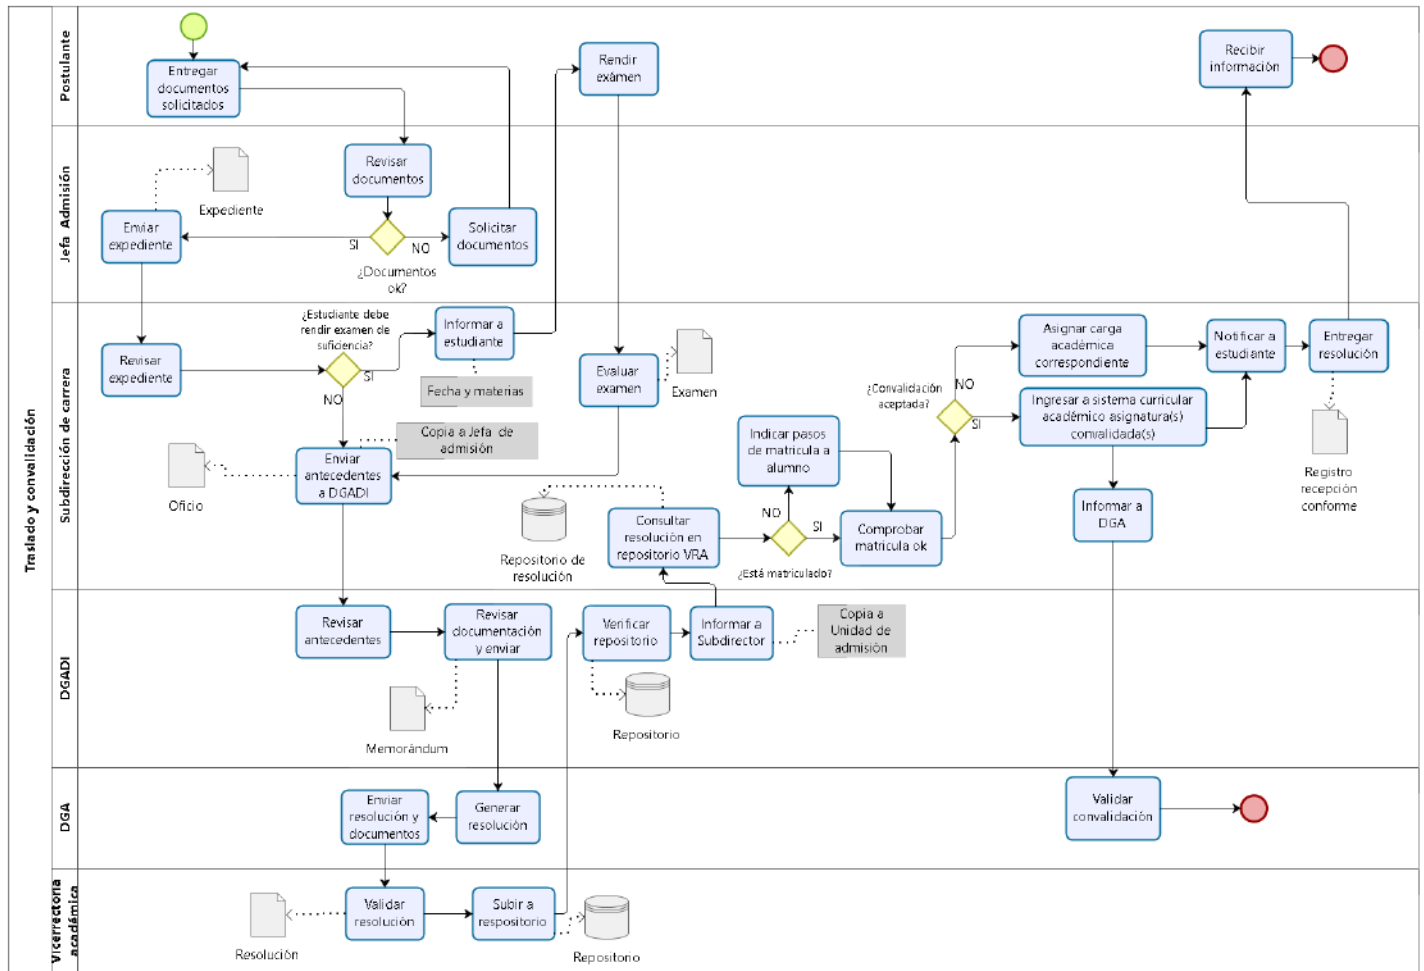 Traslado y convalidación
Postulante
Entregar
documentos
solicitados
Rendir
exámen
Recibir
información
Jefa Admisión
Revisar
documentos
Expediente
Enviar
expediente
SI
NO
Solicitar
documentos
¿Documentos
ok?
Subdirección de carrera
¿Estudiante debe
rendir examen de
suficiencia?
Informar a
estudiante
Revisar
expediente
SI
NO
Fecha y materias
Evaluar
examen
Examen
Copia a Jefa de
admisión
Enviar
antecedentes
a DGADI
Oficio
Repositorio de
resolución
Consultar
resolución en
repositorio VRA
Indicar pasos
de matricula a
alumno
NO
SI
¿Está matriculado?
Comprobar
matricula ok
¿Convalidación
aceptada?
NO
SI
Asignar carga
académica
correspondiente
Ingresar a sistema curricular
académico asignatura(s)
convalidada(s)
Notificar a
estudiante
Entregar
resolución
Registro
recepción
conforme
Informar a
DGA
DGADI
Revisar
antecedentes
Revisar
documentación
y enviar
Memorándum
Verificar
repositorio
Informar a
Subdirector
Copia a
Unidad de
admisión
Repositorio
DGA
Enviar
resolución y
documentos
Generar
resolución
Validar
convalidación
Vicerrectoria
académica
Resolución
Validar
resolución
Subir a
respositorio
Repositorio